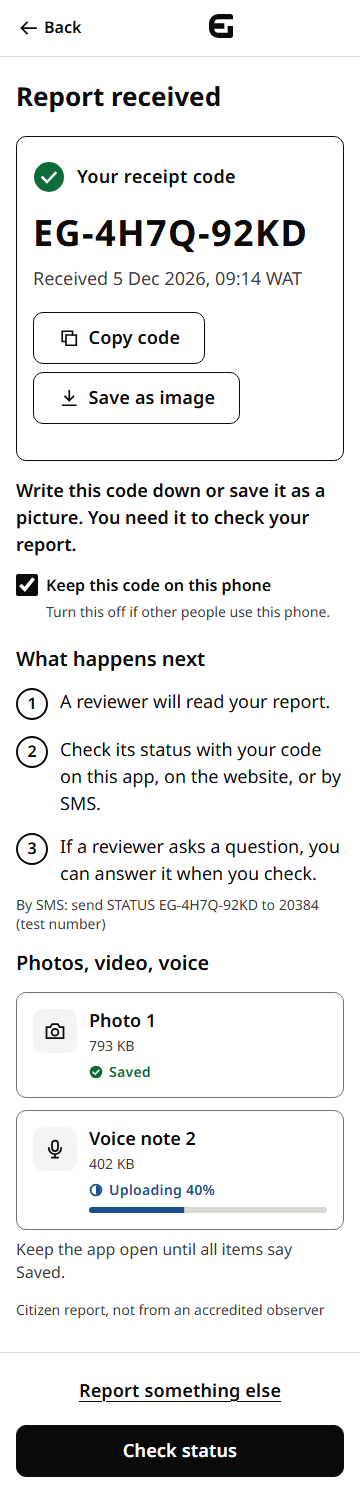 Back
Report received
Your receipt code
EG-4H7Q-92KD
Received 5 Dec 2026, 09:14 WAT
Copy code
Save as image
Write this code down or save it as a
picture. You need it to check your
report.
Keep this code on this phone
Turn this off if other people use this phone.
What happens next
1 A reviewer will read your report.
2 Check its status with your code
on this app, on the website, or by
SMS.
3 If a reviewer asks a question, you
can answer it when you check.
By SMS: send STATUS EG-4H7Q-92KD to 20384
(test number)
Photos, video, voice
Photo 1
793 KB
Saved
Voice note 2
402 KB
Uploading 40%
Keep the app open until all items say
Saved.
Citizen report, not from an accredited observer
Report something else
Check status